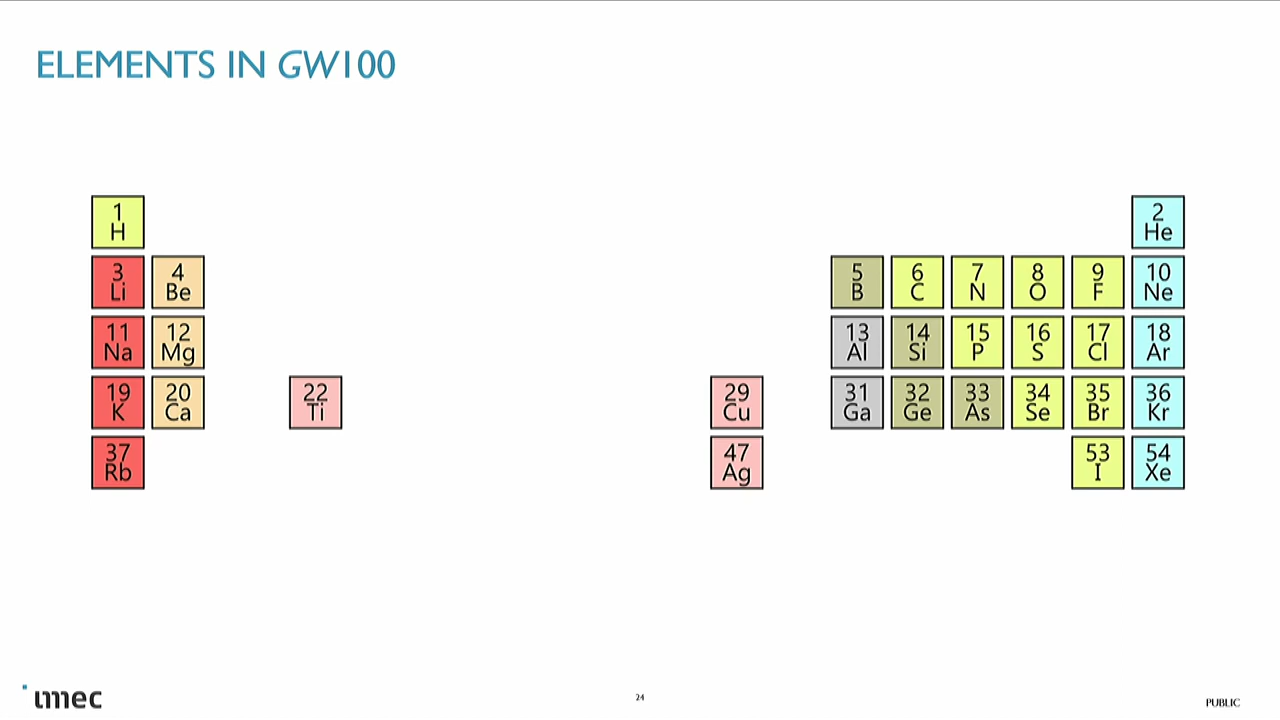 ELEMENTS IN GW100
1
H
2
He
3
Li
4
Be
5
B
6
C
7
N
8
O
9
F
10
Ne
11
Na
12
Mg
13
Al
14
Si
15
P
16
S
17
Cl
18
Ar
19
K
20
Ca
22
Ti
29
Cu
31
Ga
32
Ge
33
As
34
Se
35
Br
36
Kr
37
Rb
47
Ag
53
I
54
Xe
imec
24
PUBLIC